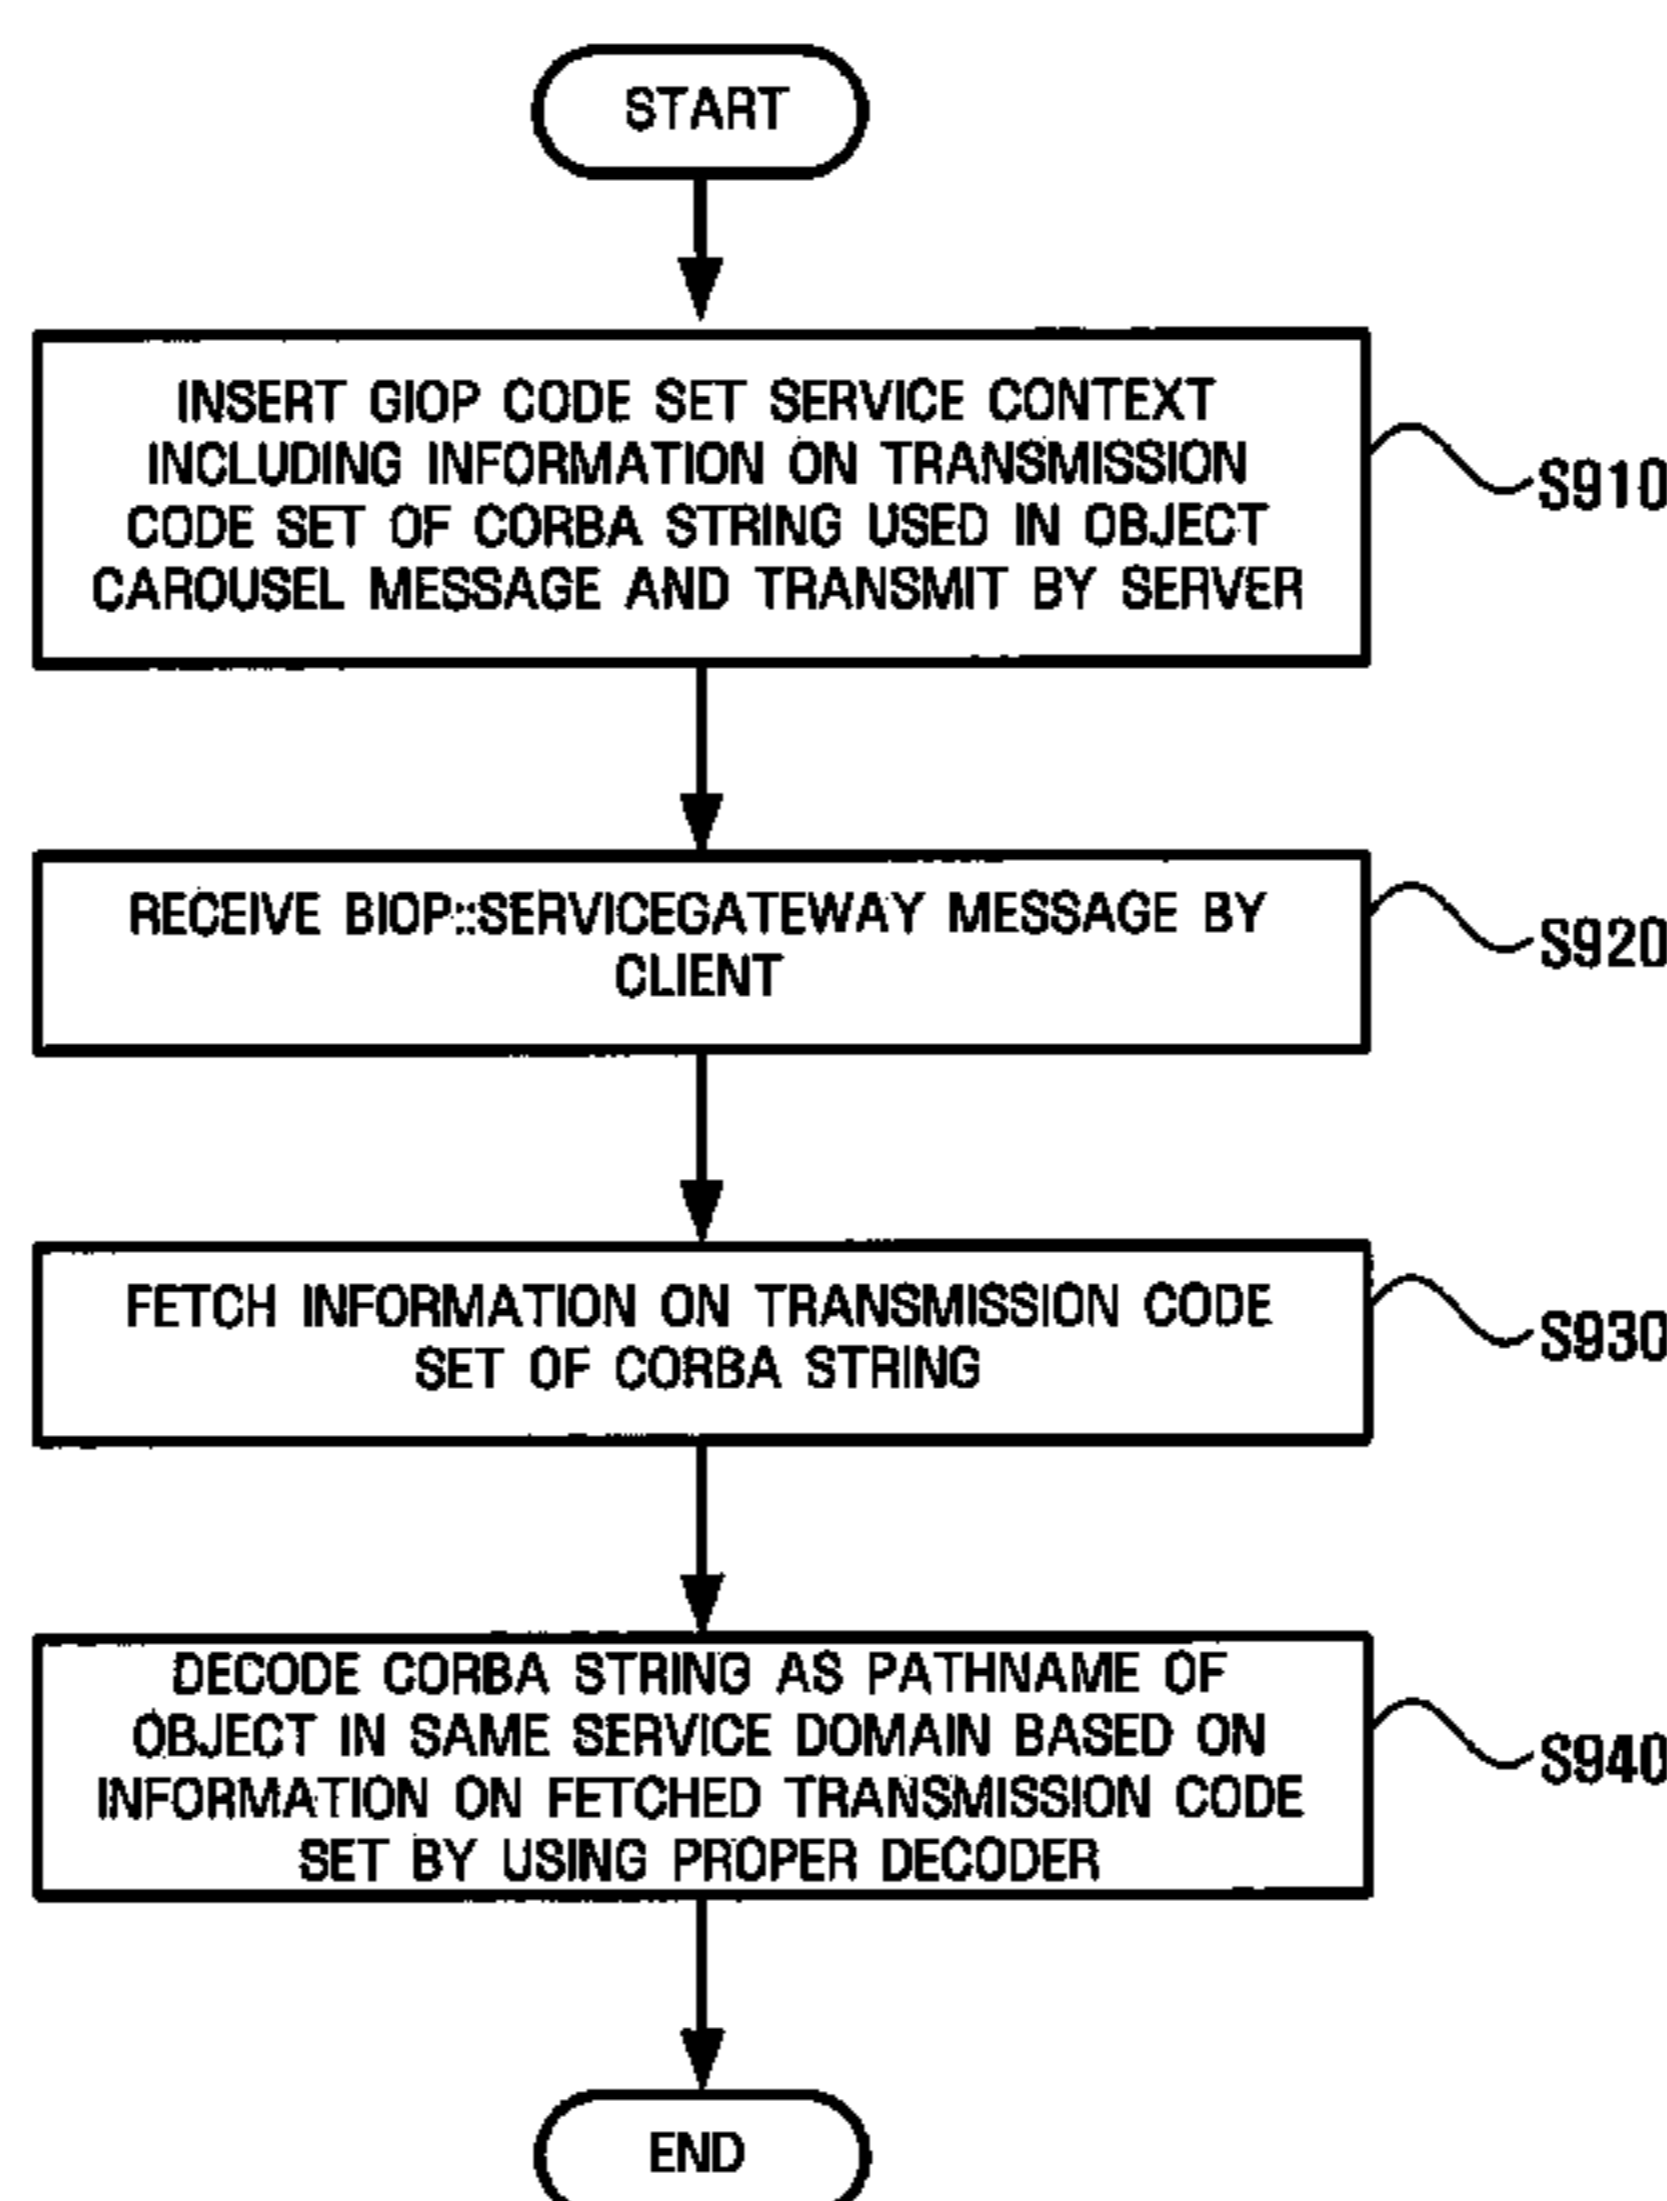 START
INSERT GIOP CODE SET SERVICE CONTEXT
INCLUDING INFORMATION ON TRANSMISSION
CODE SET OF CORBA STRING USED IN OBJECT
CAROUSEL MESSAGE AND TRANSMIT BY SERVER
S910
RECEIVE BIOP::SERVICEGATEWAY MESSAGE BY
CLIENT
S920
FETCH INFORMATION ON TRANSMISSION CODE
SET OF CORBA STRING
S930
DECODE CORBA STRING AS PATHNAME OF
OBJECT IN SAME SERVICE DOMAIN BASED ON
INFORMATION ON FETCHED TRANSMISSION CODE
SET BY USING PROPER DECODER
S940
END